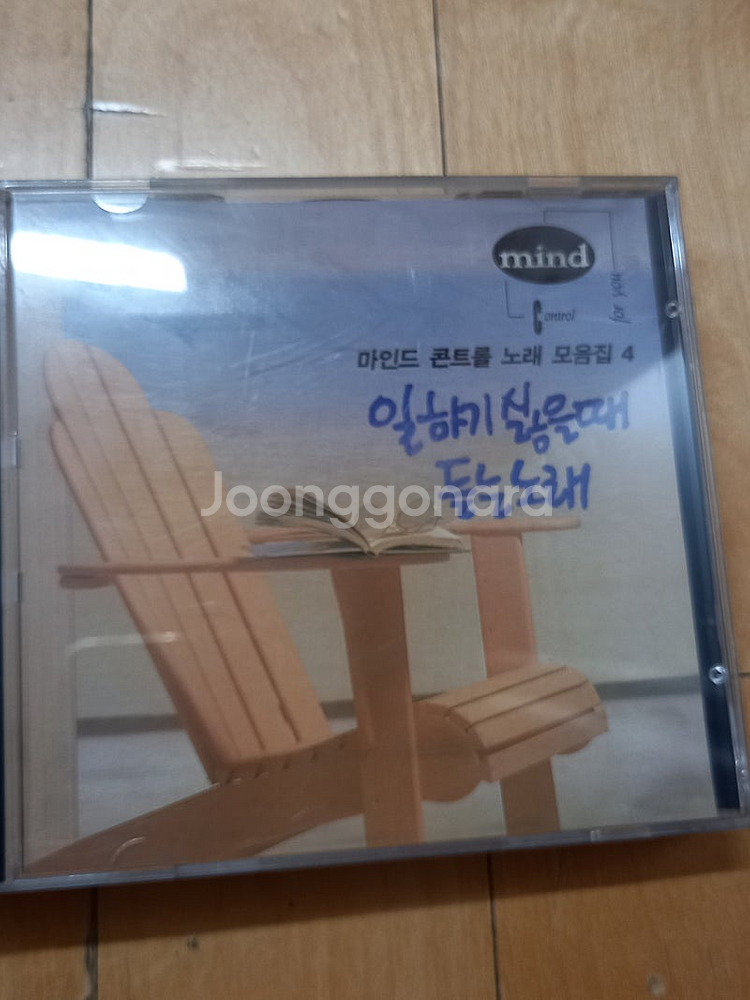 mind
control
for you
마인드 콘트롤 노래 모음집 4
일하기 싫을때
듣는노래
Joonggonara